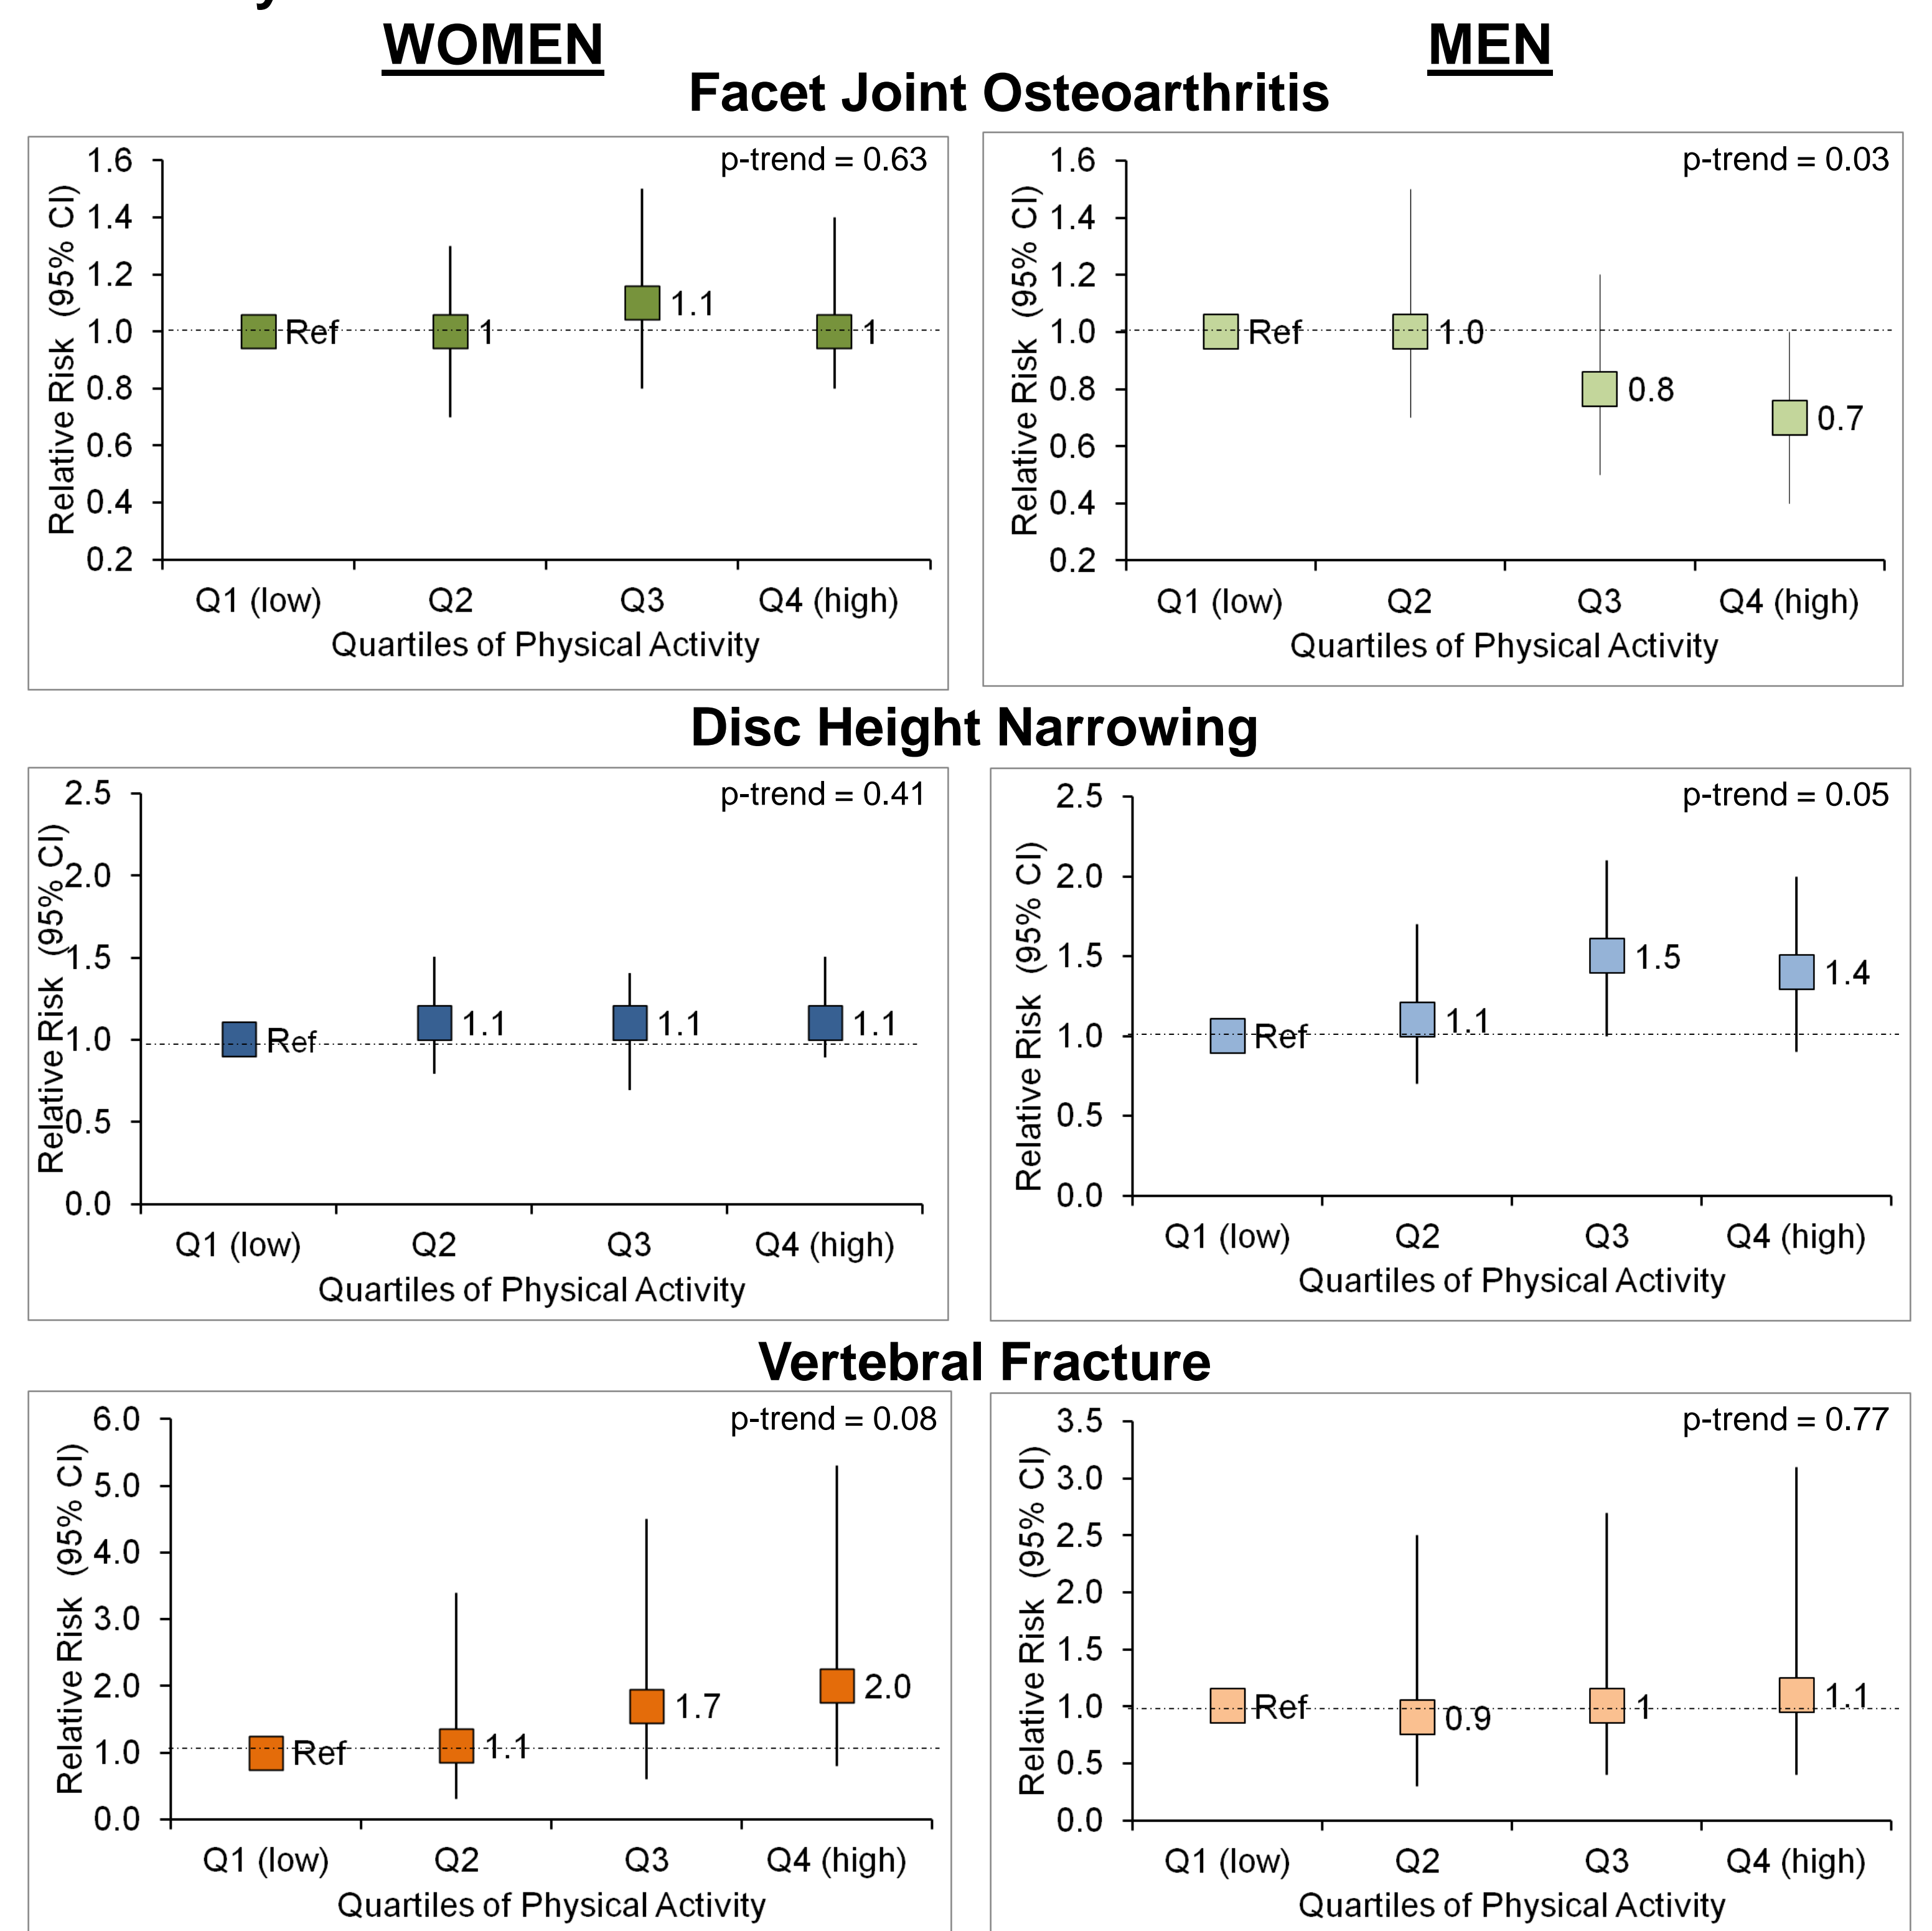 WOMEN
MEN
Facet Joint Osteoarthritis
p-trend = 0.63
Relative Risk (95% CI)
1.6
1.4
1.2
1.0
0.8
0.6
0.4
0.2
Ref
1
1.1
1
Q1 (low) Q2 Q3 Q4 (high)
Quartiles of Physical Activity
p-trend = 0.03
Relative Risk (95% CI)
1.6
1.4
1.2
1.0
0.8
0.6
0.4
0.2
Ref
1.0
0.8
0.7
Q1 (low) Q2 Q3 Q4 (high)
Quartiles of Physical Activity
Disc Height Narrowing
p-trend = 0.41
Relative Risk (95% CI)
2.5
2.0
1.5
1.0
0.5
0.0
Ref
1.1
1.1
1.1
Q1 (low) Q2 Q3 Q4 (high)
Quartiles of Physical Activity
p-trend = 0.05
Relative Risk (95% CI)
2.5
2.0
1.5
1.0
0.5
0.0
Ref
1.1
1.5
1.4
Q1 (low) Q2 Q3 Q4 (high)
Quartiles of Physical Activity
Vertebral Fracture
p-trend = 0.08
Relative Risk (95% CI)
6.0
5.0
4.0
3.0
2.0
1.0
0.0
Ref
1.1
1.7
2.0
Q1 (low) Q2 Q3 Q4 (high)
Quartiles of Physical Activity
p-trend = 0.77
Relative Risk (95% CI)
3.5
3.0
2.5
2.0
1.5
1.0
0.5
0.0
Ref
0.9
1
1.1
Q1 (low) Q2 Q3 Q4 (high)
Quartiles of Physical Activity